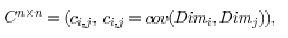 C^{n×n} = (c_{i,j}, c_{i,j} = cov(Dim_i, Dim_j)),